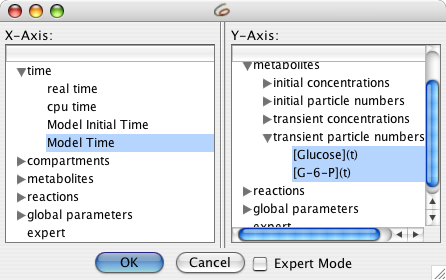 X-Axis:
time
real time
cpu time
Model Initial Time
Model Time
compartments
metabolites
reactions
global parameters
expert
Y-Axis:
metabolites
initial concentrations
initial particle numbers
transient concentrations
transient particle numbers
[Glucose](t)
[G-6-P](t)
reactions
global parameters
expert
OK
Cancel
Expert Mode